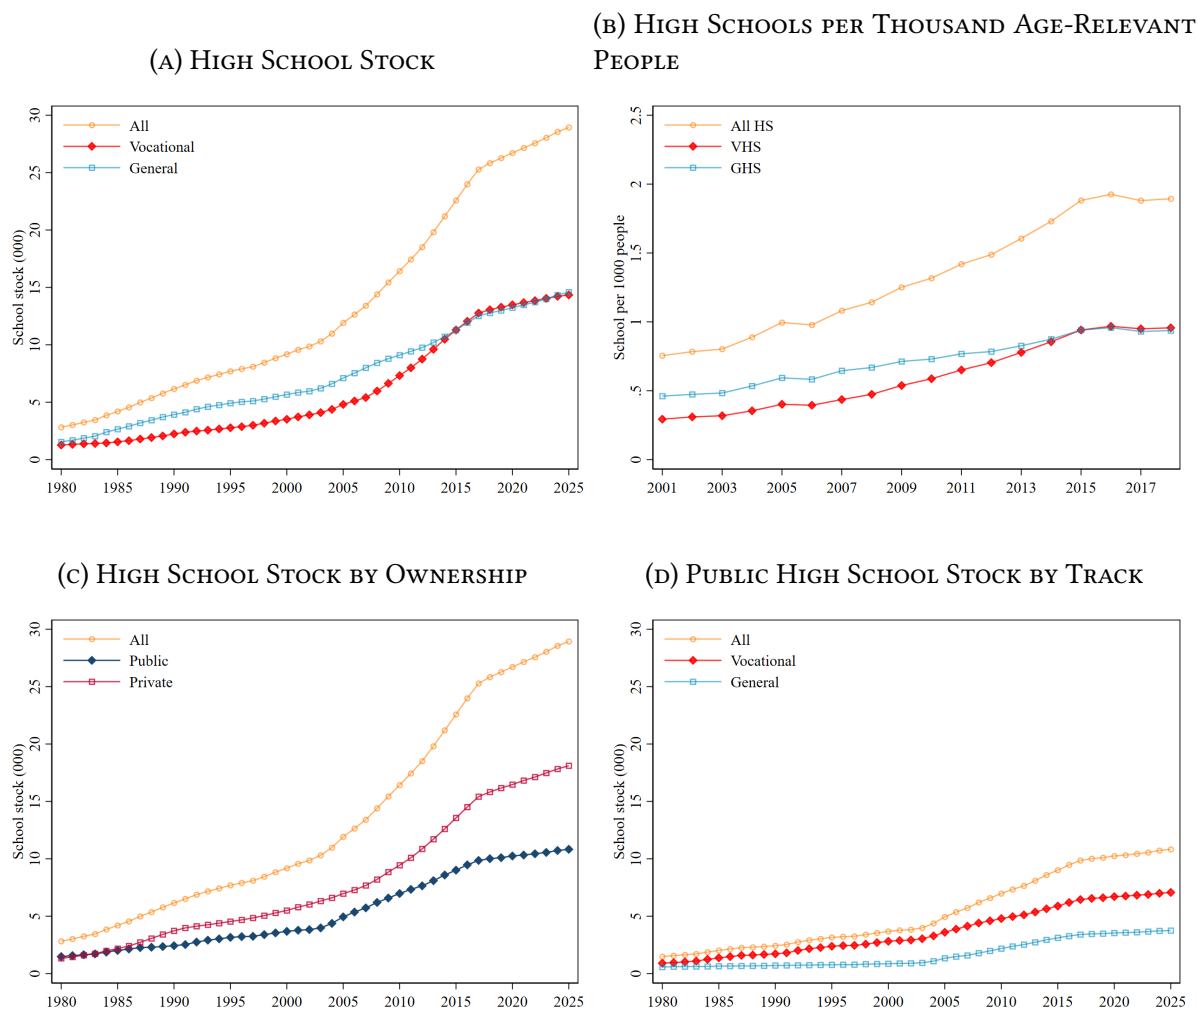 (a) High School Stock
(b) High Schools per Thousand Age-Relevant
People
School stock (000)
0
5
10
15
20
25
30
All
Vocational
General
1980 1985 1990 1995 2000 2005 2010 2015 2020 2025
School per 1000 people
0
.5
1
1.5
2
2.5
All HS
VHS
GHS
2001 2003 2005 2007 2009 2011 2013 2015 2017
(c) High School Stock by Ownership
(d) Public High School Stock by Track
School stock (000)
0
5
10
15
20
25
30
All
Public
Private
1980 1985 1990 1995 2000 2005 2010 2015 2020 2025
School stock (000)
0
5
10
15
20
25
30
All
Vocational
General
1980 1985 1990 1995 2000 2005 2010 2015 2020 2025